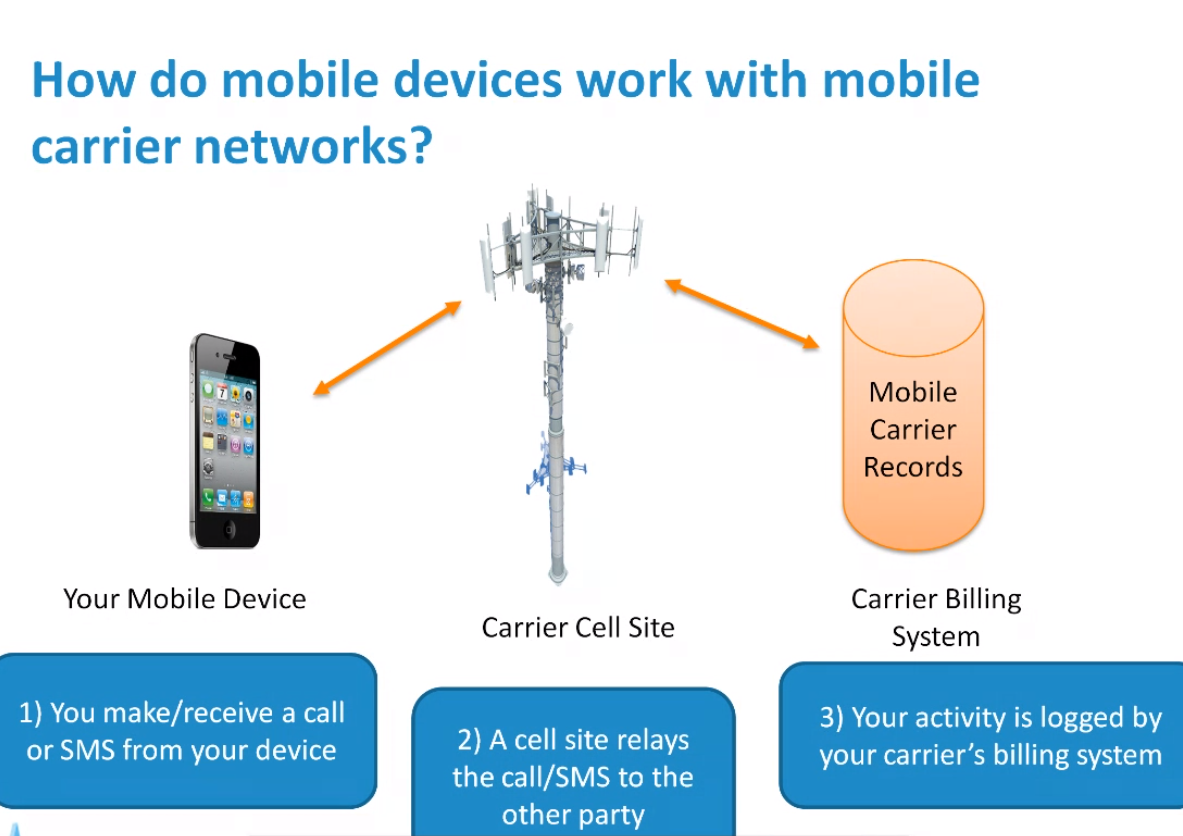 How do mobile devices work with mobile
carrier networks?
Mobile
Carrier
Records
Your Mobile Device
Carrier Cell Site
Carrier Billing
System
1) You make/receive a call
or SMS from your device
2) A cell site relays
the call/SMS to the
other party
3) Your activity is logged by
your carrier’s billing system